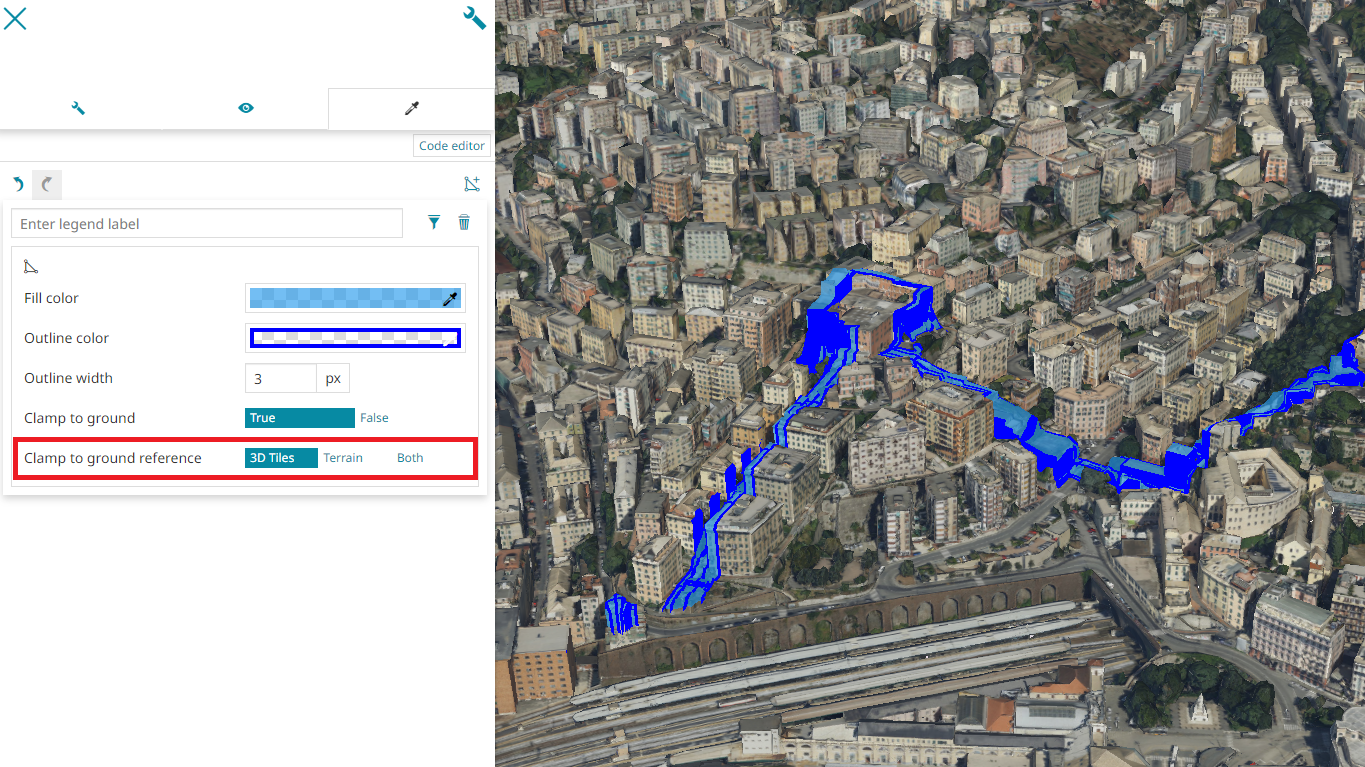 Code editor
Enter legend label
Fill color
Outline color
Outline width 3 px
Clamp to ground True False
Clamp to ground reference 3D Tiles Terrain Both